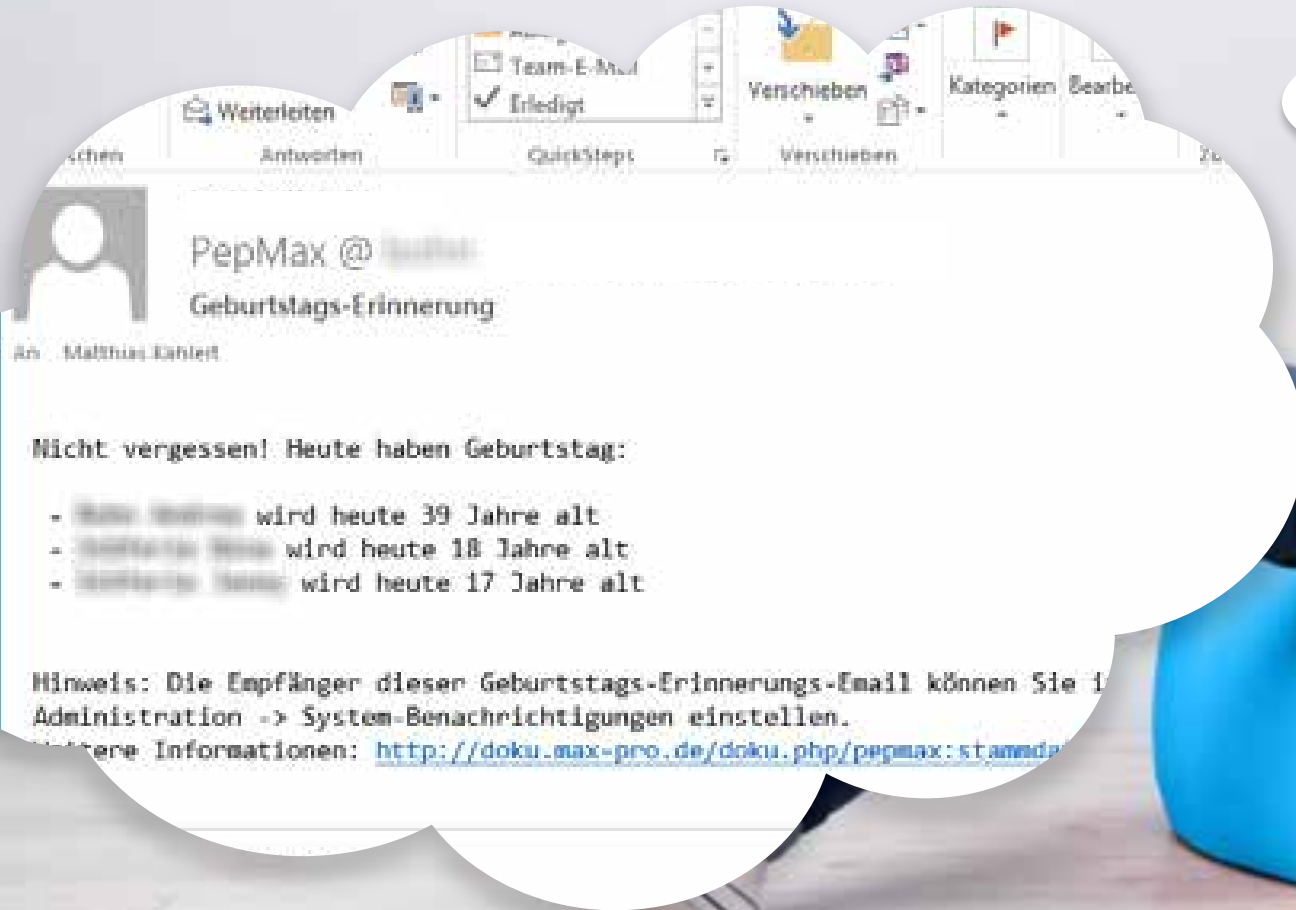 Team-E-Mail
Erledigt
Weiterleiten
Verschieben
Kategorien
Antworten
QuickSteps
Verschieben
PepMax @
Geburtstags-Erinnerung
An Matthias Kahlert
Nicht vergessen! Heute haben Geburtstag:
- wird heute 39 Jahre alt
- wird heute 18 Jahre alt
- wird heute 17 Jahre alt
Hinweis: Die Empfänger dieser Geburtstags-Erinnerungs-Email können Sie i
Administration -> System-Benachrichtigungen einstellen.
Informationen: http://doku.max-pro.de/doku.php/pepmax:stammda